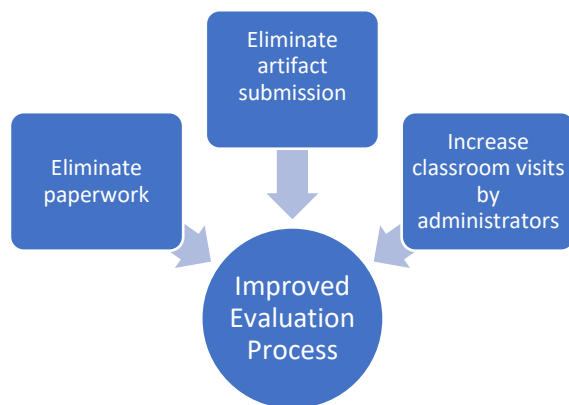 Eliminate
artifact
submission
Eliminate
paperwork
Increase
classroom visits
by
administrators
Improved
Evaluation
Process